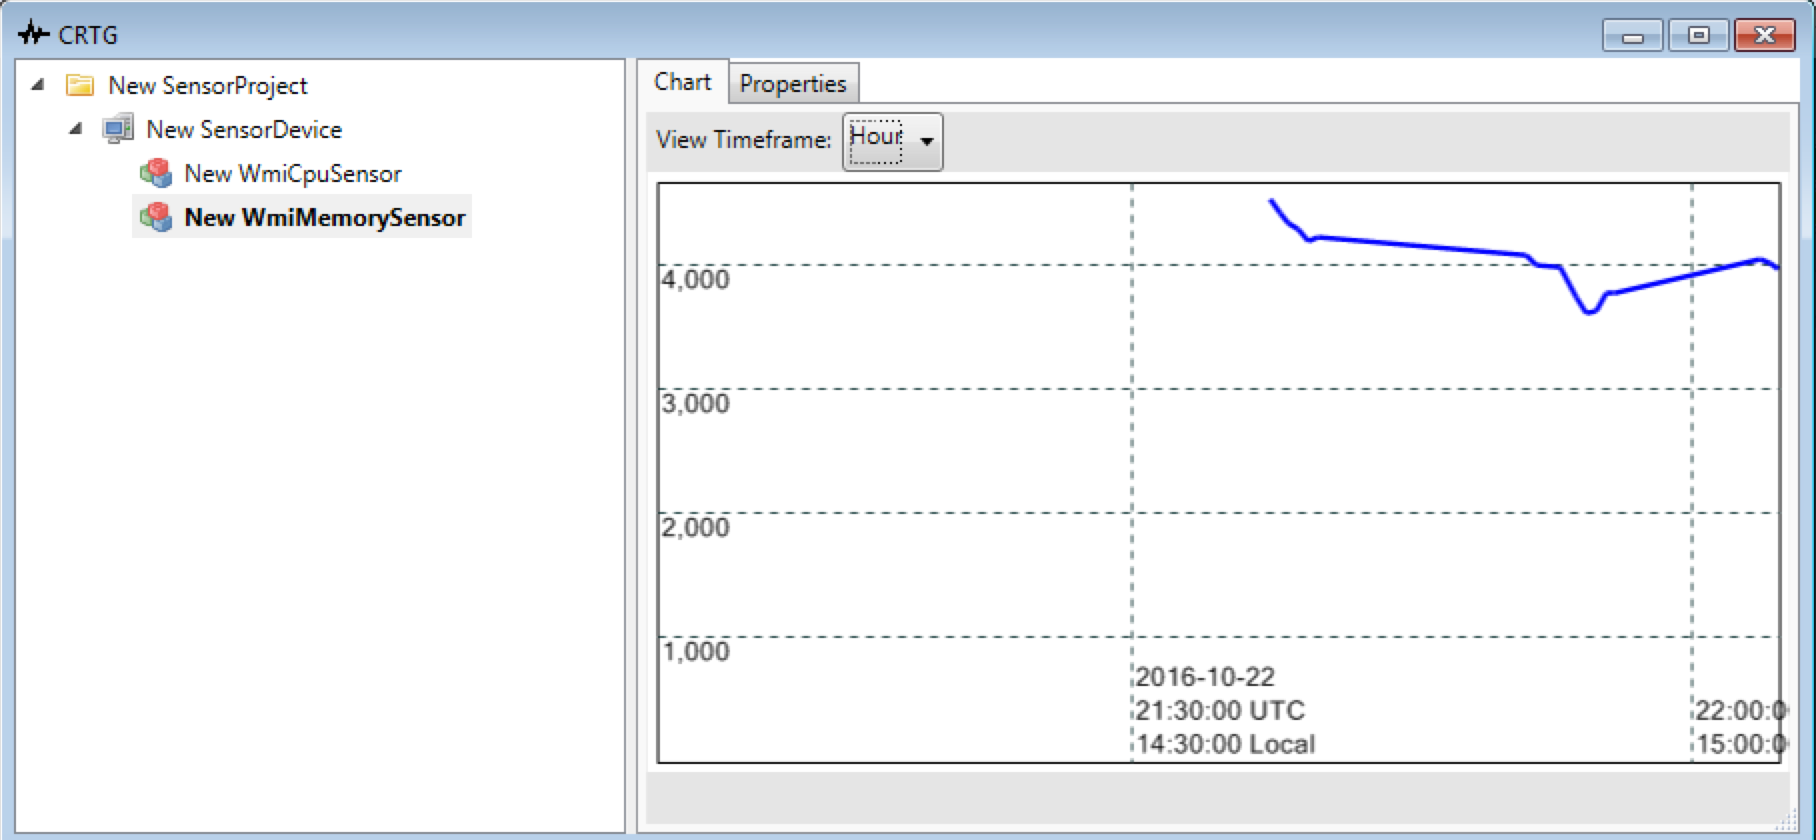 CRTG
New SensorProject
New SensorDevice
New WmiCpuSensor
New WmiMemorySensor
Chart
Properties
View Timeframe:
Hour
4,000
3,000
2,000
1,000
2016-10-22
21:30:00 UTC
14:30:00 Local
22:00:0
15:00:0